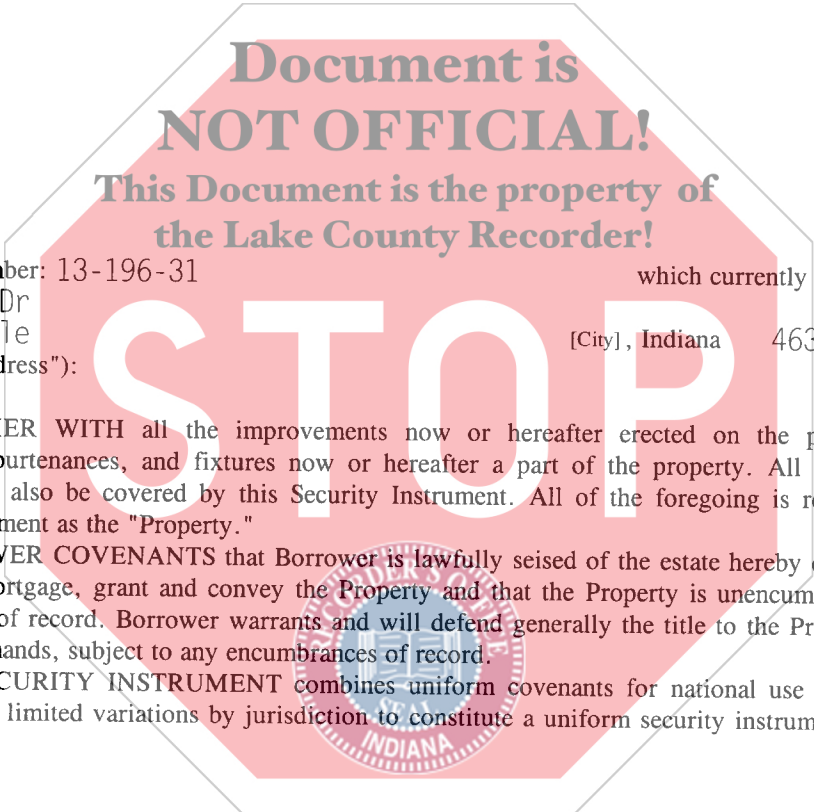 Document is
NOT OFFICIAL!
This Document is the property of
the Lake County Recorder!
ber: 13-196-31 which currently
Dr
le [City], Indiana 463
dress"):
STOP
ER WITH all the improvements now or hereafter erected on the p
ourtenances, and fixtures now or hereafter a part of the property. All
also be covered by this Security Instrument. All of the foregoing is r
ment as the "Property."
VER COVENANTS that Borrower is lawfully seised of the estate hereby
ortgage, grant and convey the Property and that the Property is unencum
of record. Borrower warrants and will defend generally the title to the Pr
ands, subject to any encumbrances of record.
CURITY INSTRUMENT combines uniform covenants for national use
limited variations by jurisdiction to constitute a uniform security instrum
RECORDER'S OFFICE
SEAL
INDIANA